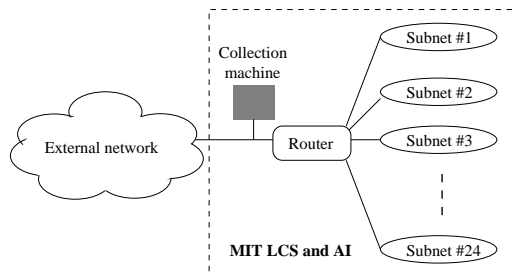 Collection
machine
External network
Router
Subnet #1
Subnet #2
Subnet #3
Subnet #24
MIT LCS and AI